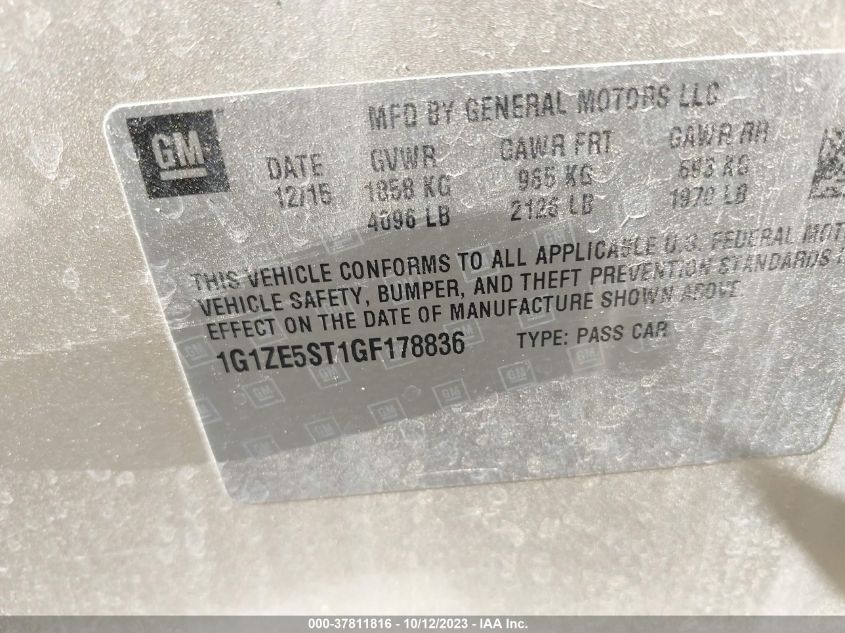 GM
MFD BY GENERAL MOTORS LLC
DATE GVWR GAWR FRT GAWR RR
12/15 1858 KG 965 KG 893 KG
4096 LB 2126 LB 1970 LB
THIS VEHICLE CONFORMS TO ALL APPLICABLE U.S. FEDERAL MOT
VEHICLE SAFETY, BUMPER, AND THEFT PREVENTION STANDARDS
EFFECT ON THE DATE OF MANUFACTURE SHOWN ABOVE
1G1ZE5ST1GF178836 TYPE: PASS CAR
000-37811816 - 10/12/2023 - IAA Inc.